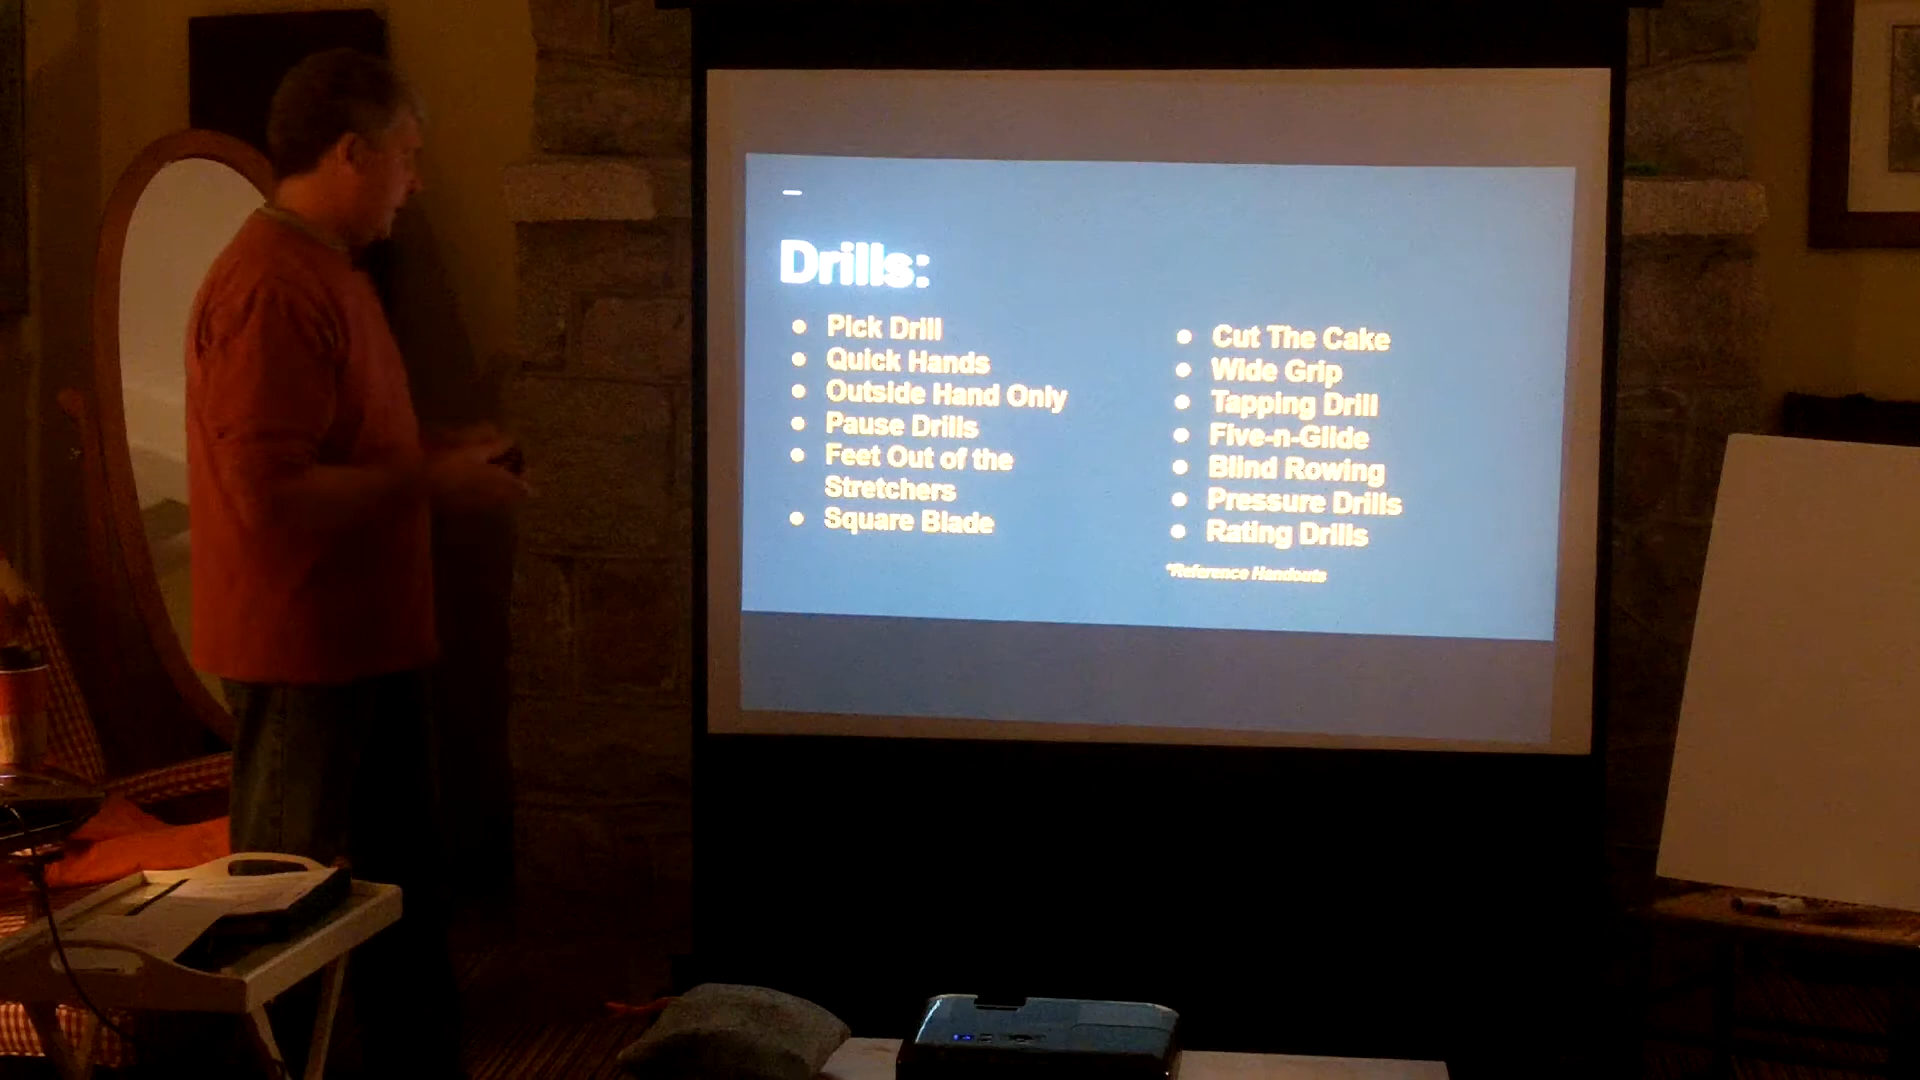 Drills:
● Pick Drill
● Quick Hands
● Outside Hand Only
● Pause Drills
● Feet Out of the
Stretchers
● Square Blade
● Cut The Cake
● Wide Grip
● Tapping Drill
● Five-n-Glide
● Blind Rowing
● Pressure Drills
● Rating Drills
*Reference Handouts